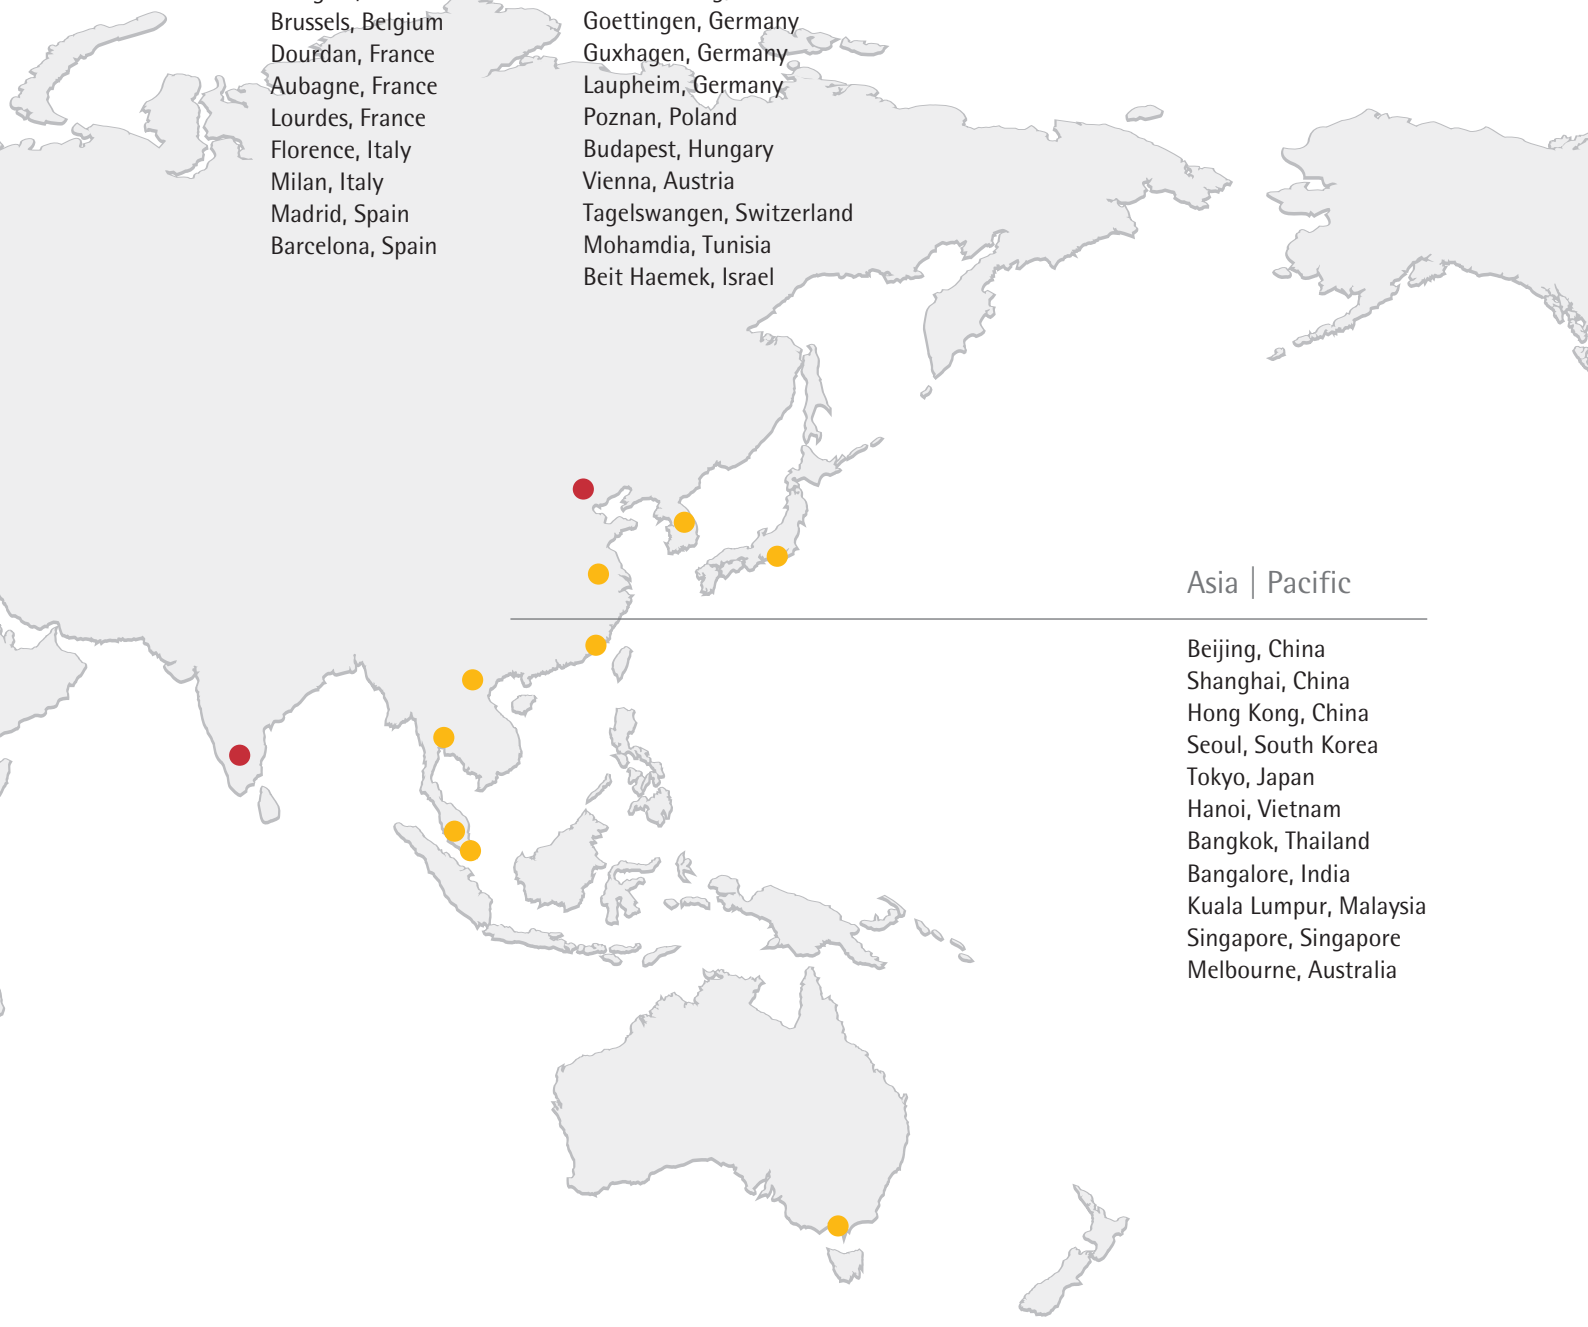 Brussels, Belgium
Dourdan, France
Aubagne, France
Lourdes, France
Florence, Italy
Milan, Italy
Madrid, Spain
Barcelona, Spain
Goettingen, Germany
Guxhagen, Germany
Laupheim, Germany
Poznan, Poland
Budapest, Hungary
Vienna, Austria
Tagelswangen, Switzerland
Mohamdia, Tunisia
Beit Haemek, Israel
Asia | Pacific
Beijing, China
Shanghai, China
Hong Kong, China
Seoul, South Korea
Tokyo, Japan
Hanoi, Vietnam
Bangkok, Thailand
Bangalore, India
Kuala Lumpur, Malaysia
Singapore, Singapore
Melbourne, Australia